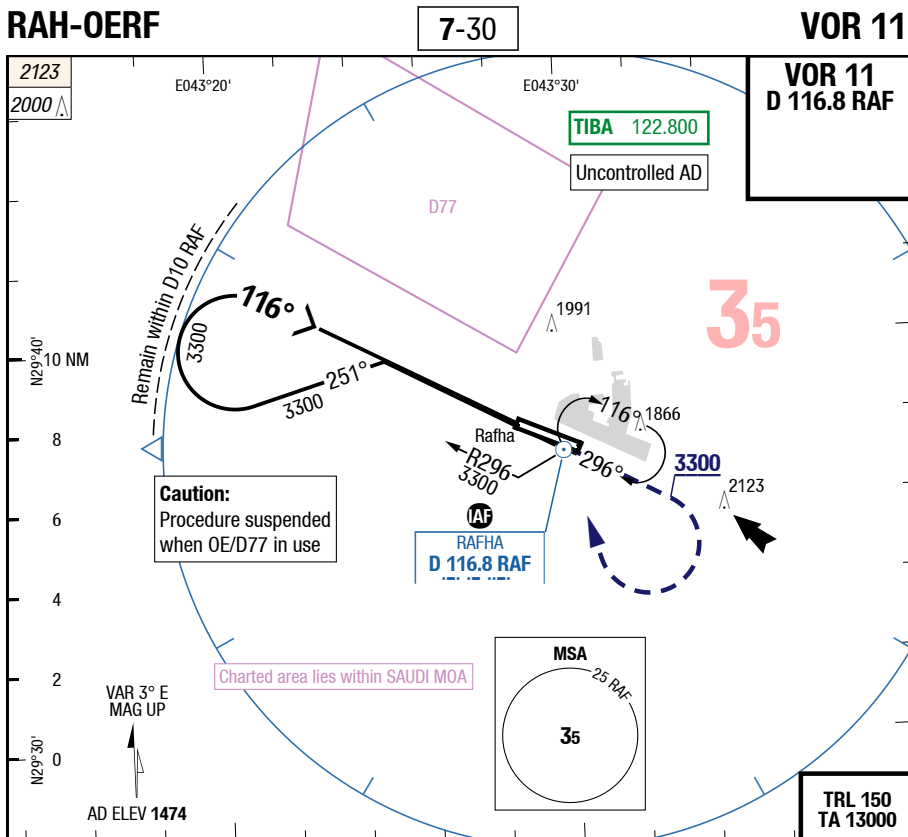 RAH-OERF
7-30
VOR 11
2123
2000
E043°20'
E043°30'
VOR 11
D 116.8 RAF
TIBA 122.800
Uncontrolled AD
D77
Remain within D10 RAF
116°
3300
35
1991
N29°40'
10 NM
251°
3300
116°
1866
Rafha
R296
3300
296°
3300
2123
8
Caution:
Procedure suspended
when OE/D77 in use
IAF
RAFHA
D 116.8 RAF
6
4
2
Charted area lies within SAUDI MOA
MSA
25 RAF
35
VAR 3° E
MAG UP
N29°30'
0
AD ELEV 1474
TRL 150
TA 13000